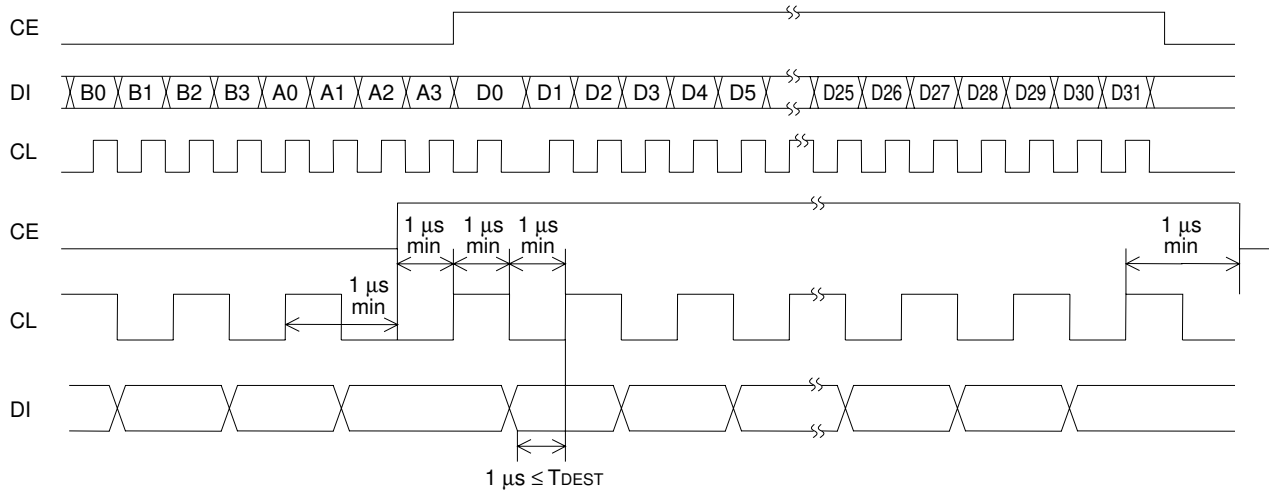 CE
DI B0 B1 B2 B3 A0 A1 A2 A3 D0 D1 D2 D3 D4 D5 D25 D26 D27 D28 D29 D30 D31
CL
CE
1 μs min
1 μs min
1 μs min
1 μs min
1 μs min
CL
DI
1 μs ≤ TDEST